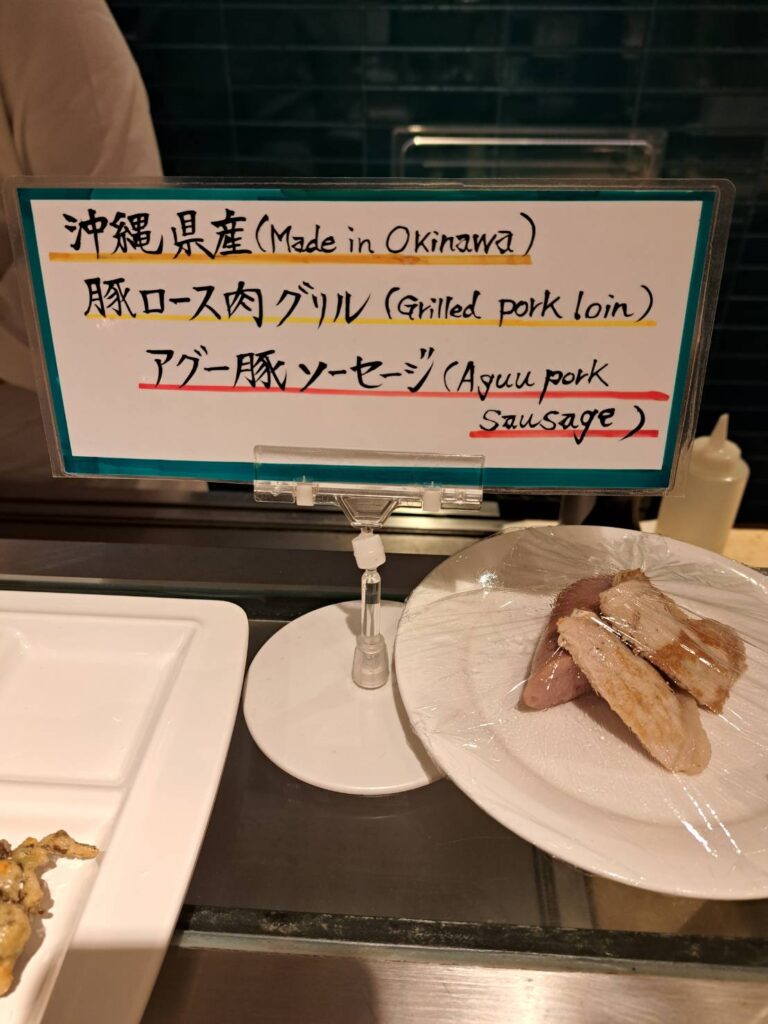 沖縄県産(Made in Okinawa)
豚ロース肉グリル(Grilled pork loin)
アグー豚ソーセージ(Aguu pork
sausage)